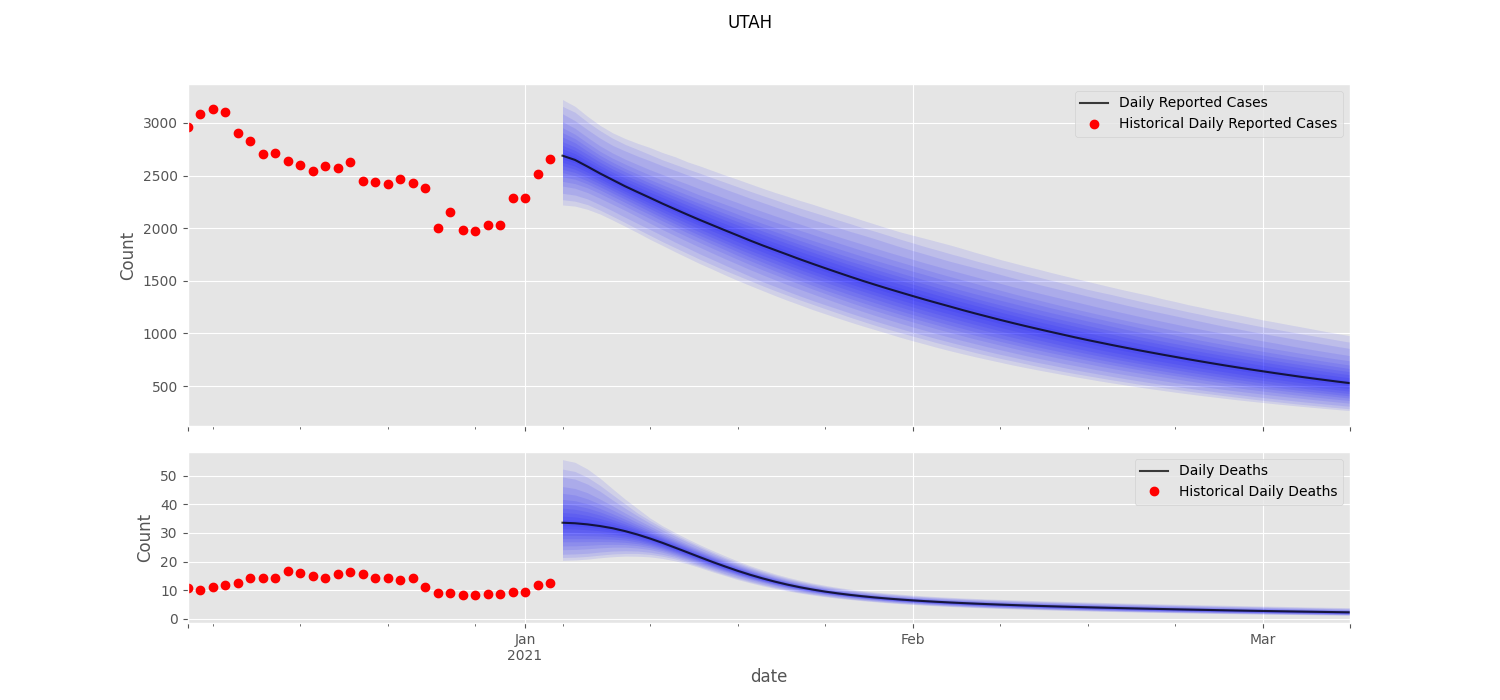 UTAH
Daily Reported Cases
Historical Daily Reported Cases
3000
2500
2000
1500
1000
500
Count
Daily Deaths
Historical Daily Deaths
50
40
30
20
10
0
Count
Jan
2021
Feb
Mar
date